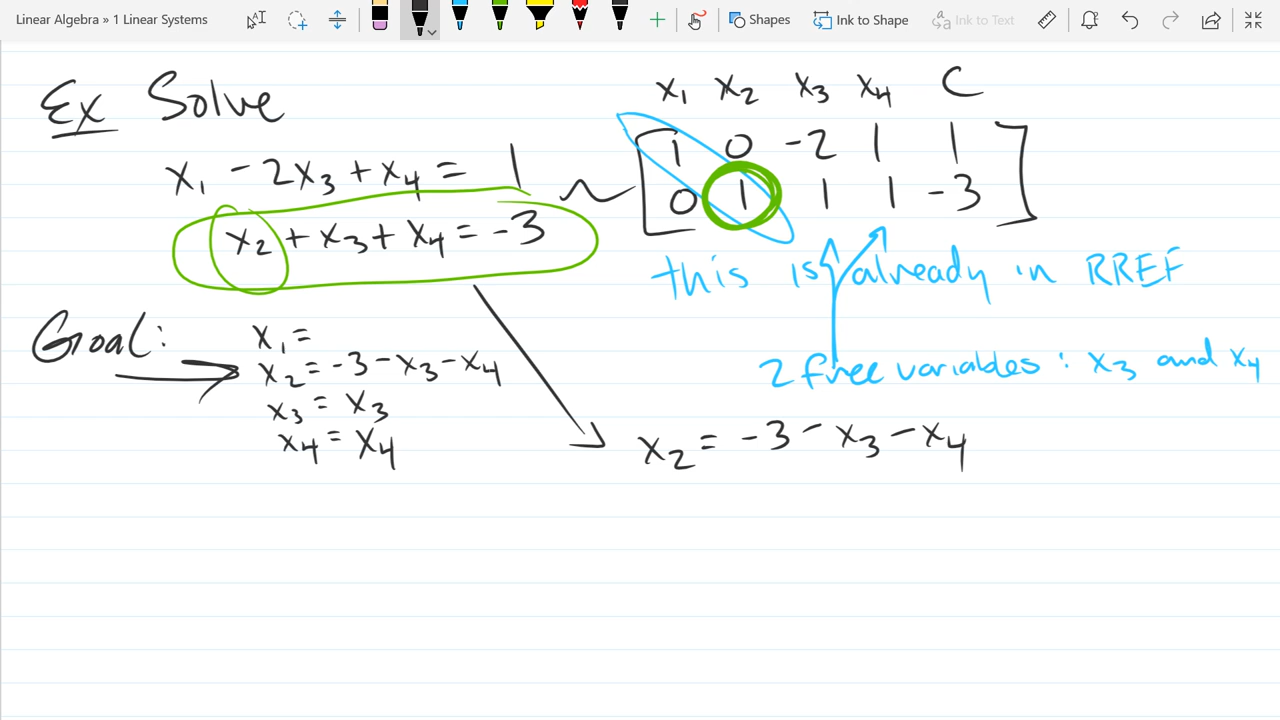 Linear Algebra » 1 Linear Systems
Shapes
Ink to Shape
Ink to Text
Ex Solve
x₁ - 2x₃ + x₄ = 1
x₂ + x₃ + x₄ = -3
x₁ x₂ x₃ x₄ C
1 0 -2 1 1
0 1 1 1 -3
this is already in RREF
2 free variables: x₃ and x₄
Goal:
x₁ =
x₂ = -3 - x₃ - x₄
x₃ = x₃
x₄ = x₄
x₂ = -3 - x₃ - x₄